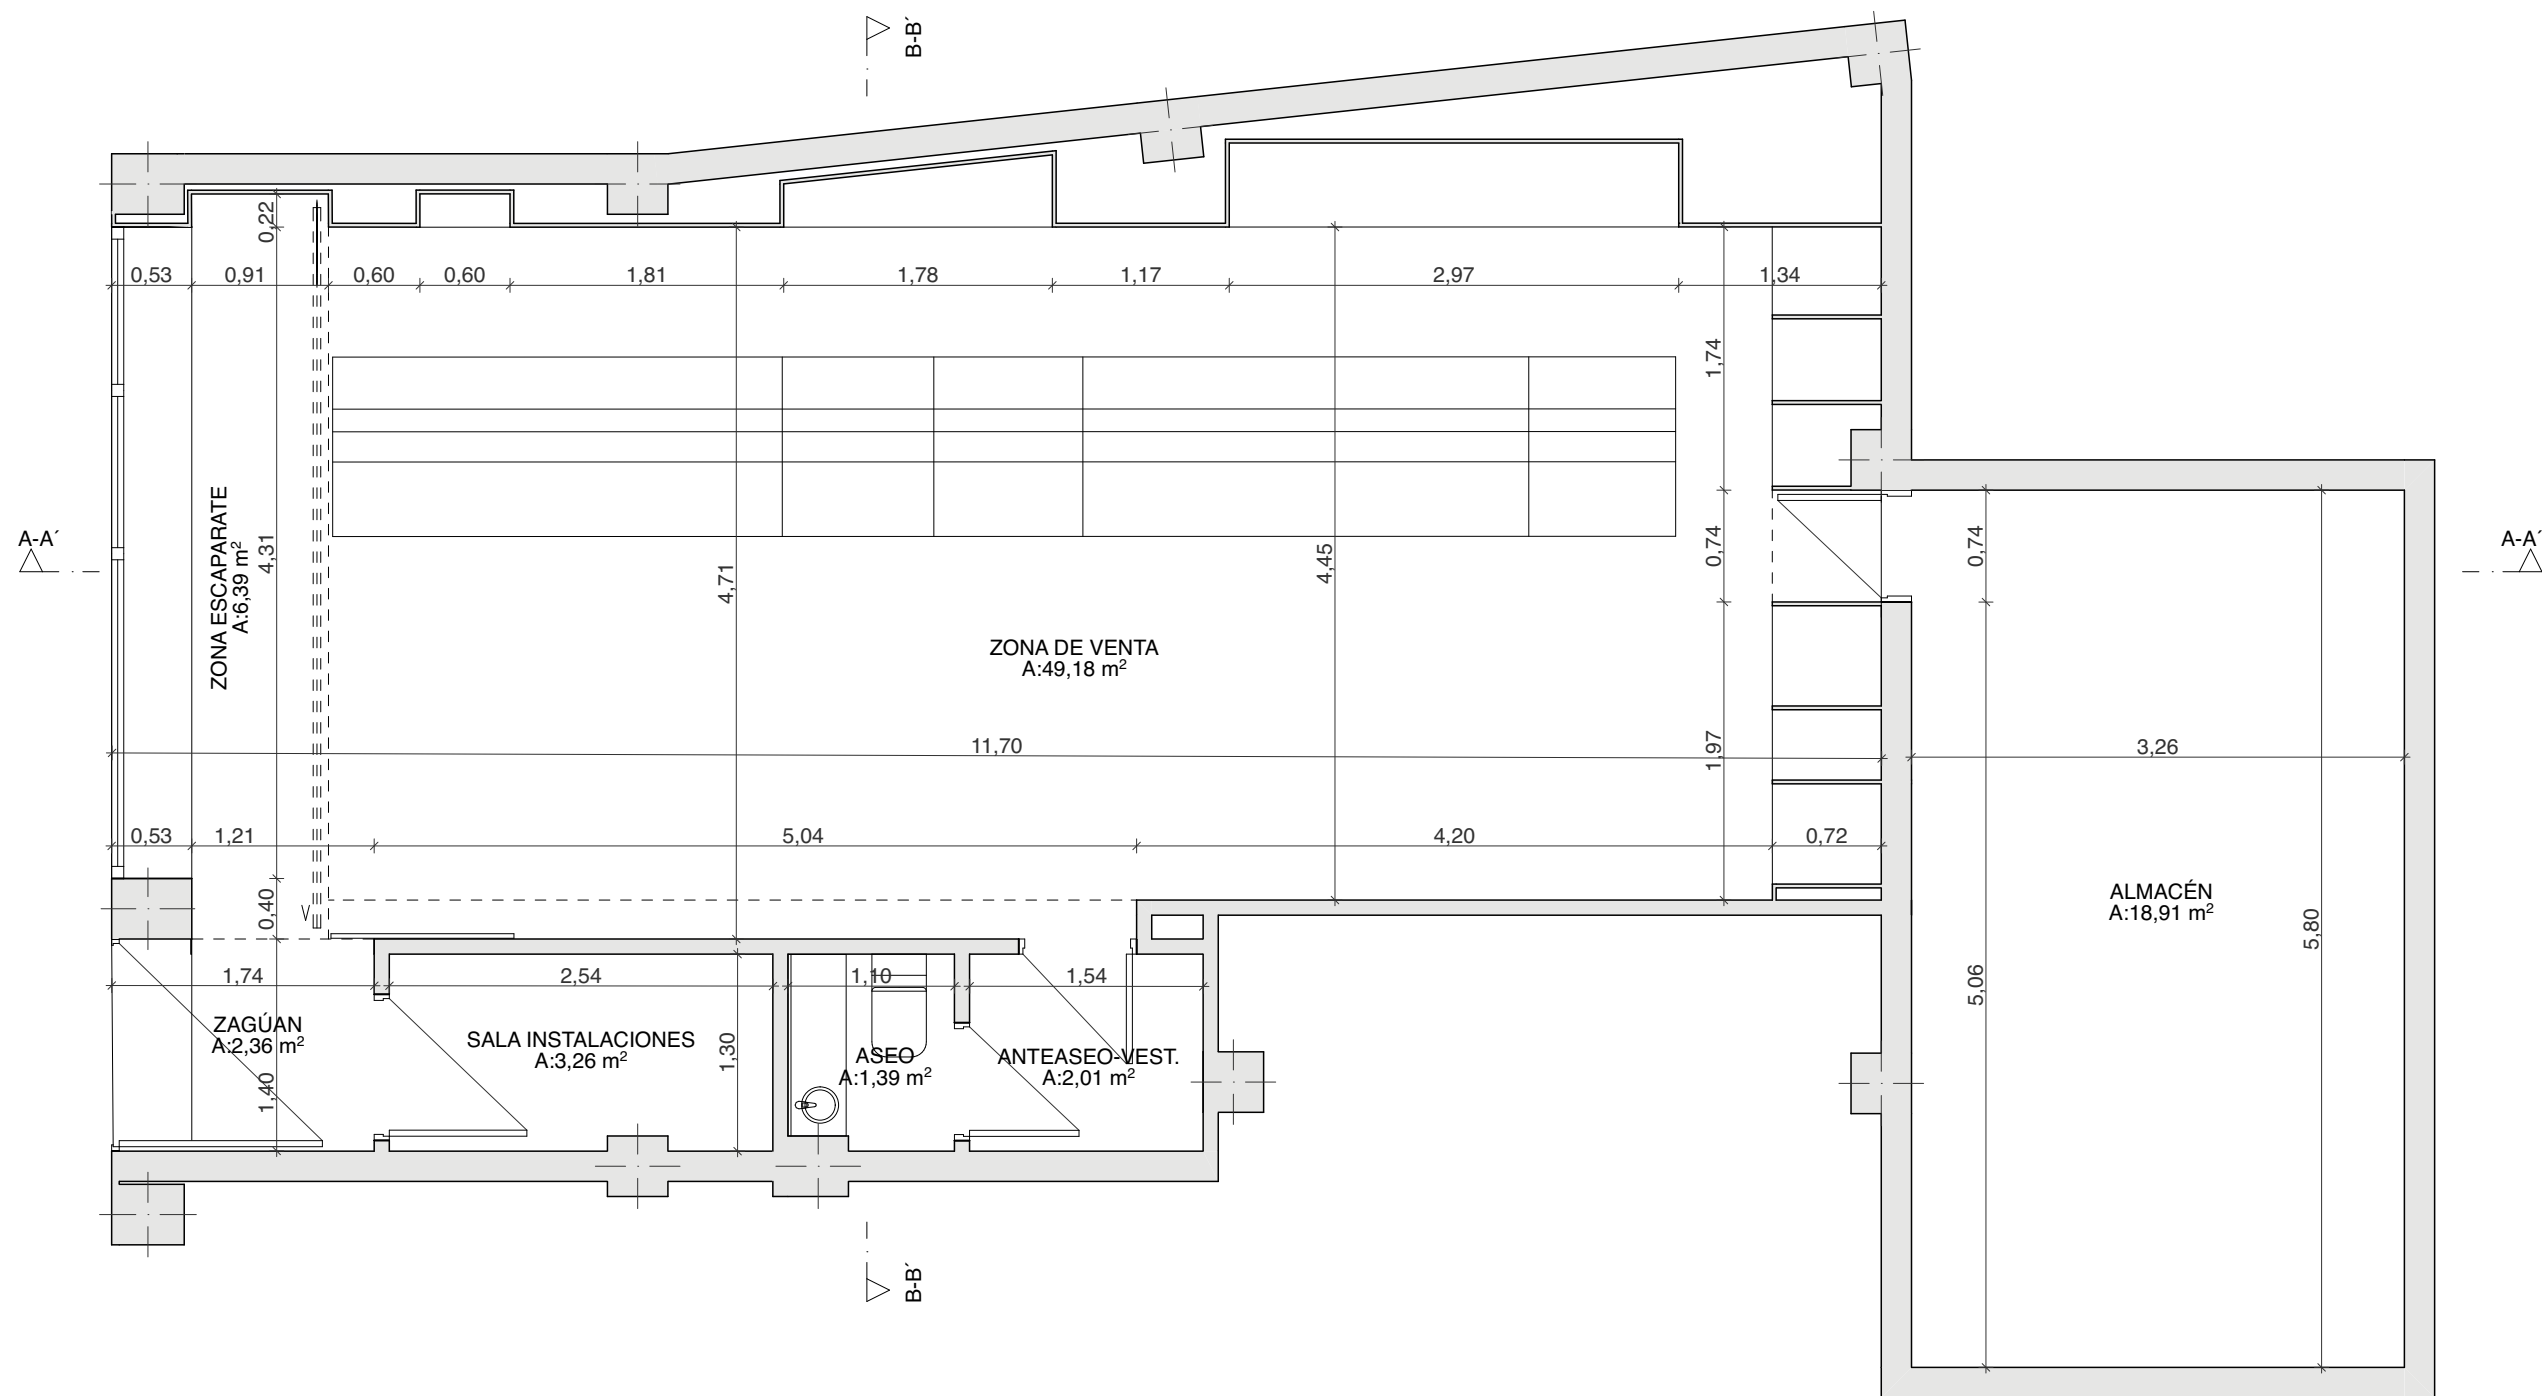 B-B´
0,22
0,53
0,91
0,60
0,60
1,81
1,78
1,17
2,97
1,34
1,74
A-A´
ZONA ESCAPARATE
A:6,39 m²
4,31
4,71
4,45
0,74
0,74
A-A´
ZONA DE VENTA
A:49,18 m²
11,70
1,97
3,26
0,53
1,21
5,04
4,20
0,72
0,40
V
ALMACÉN
A:18,91 m²
5,80
5,06
1,74
2,54
1,10
1,54
ZAGÚAN
A:2,36 m²
1,40
SALA INSTALACIONES
A:3,26 m²
1,30
ASEO
A:1,39 m²
ANTEASEO-VEST.
A:2,01 m²
B-B´